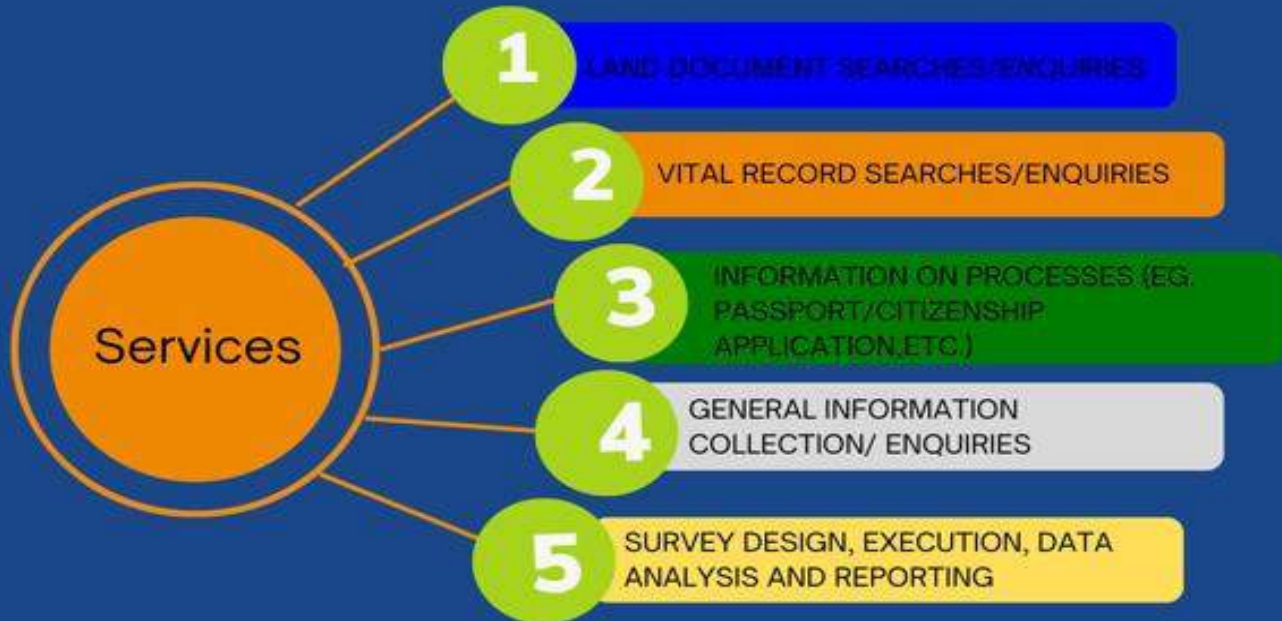 Services
1
LAND DOCUMENT SEARCHES/ENQUIRIES
2
VITAL RECORD SEARCHES/ENQUIRIES
3
INFORMATION ON PROCESSES (EG.
PASSPORT/CITIZENSHIP
APPLICATION,ETC.)
4
GENERAL INFORMATION
COLLECTION/ ENQUIRIES
5
SURVEY DESIGN, EXECUTION, DATA
ANALYSIS AND REPORTING